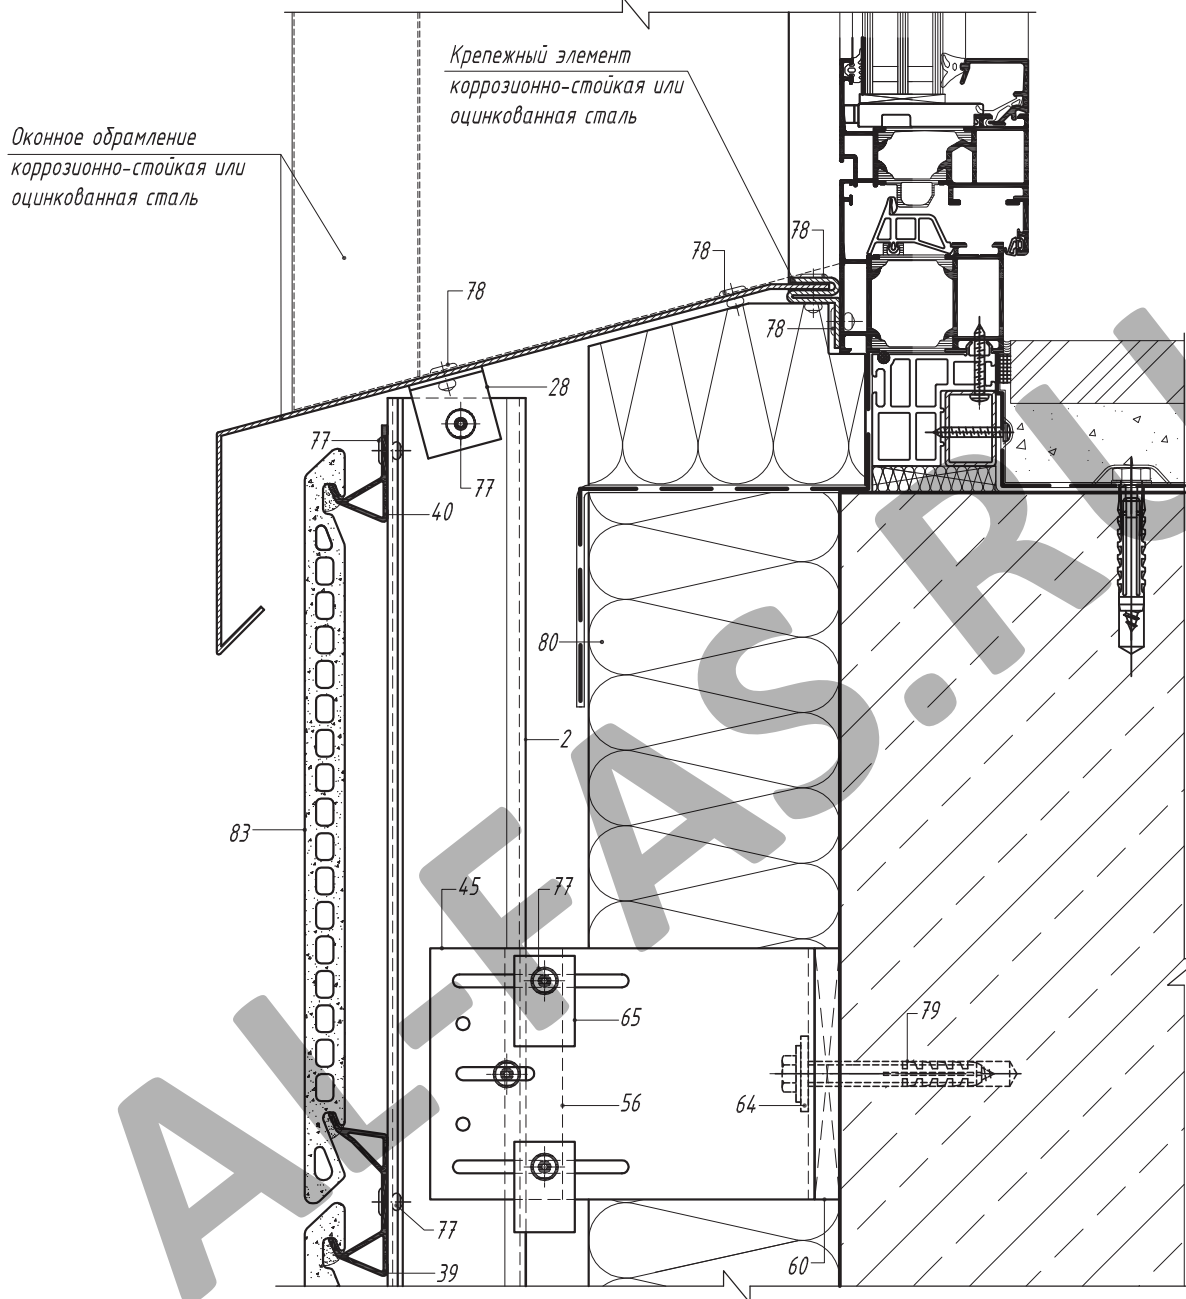 Крепежный элемент
коррозионно-стойкая или
оцинкованная сталь
Оконное обрамление
коррозионно-стойкая или
оцинкованная сталь
78
78
78
78
28
77
77
40
80
2
83
45
77
65
79
56
64
77
60
39
AL-FAS.RU